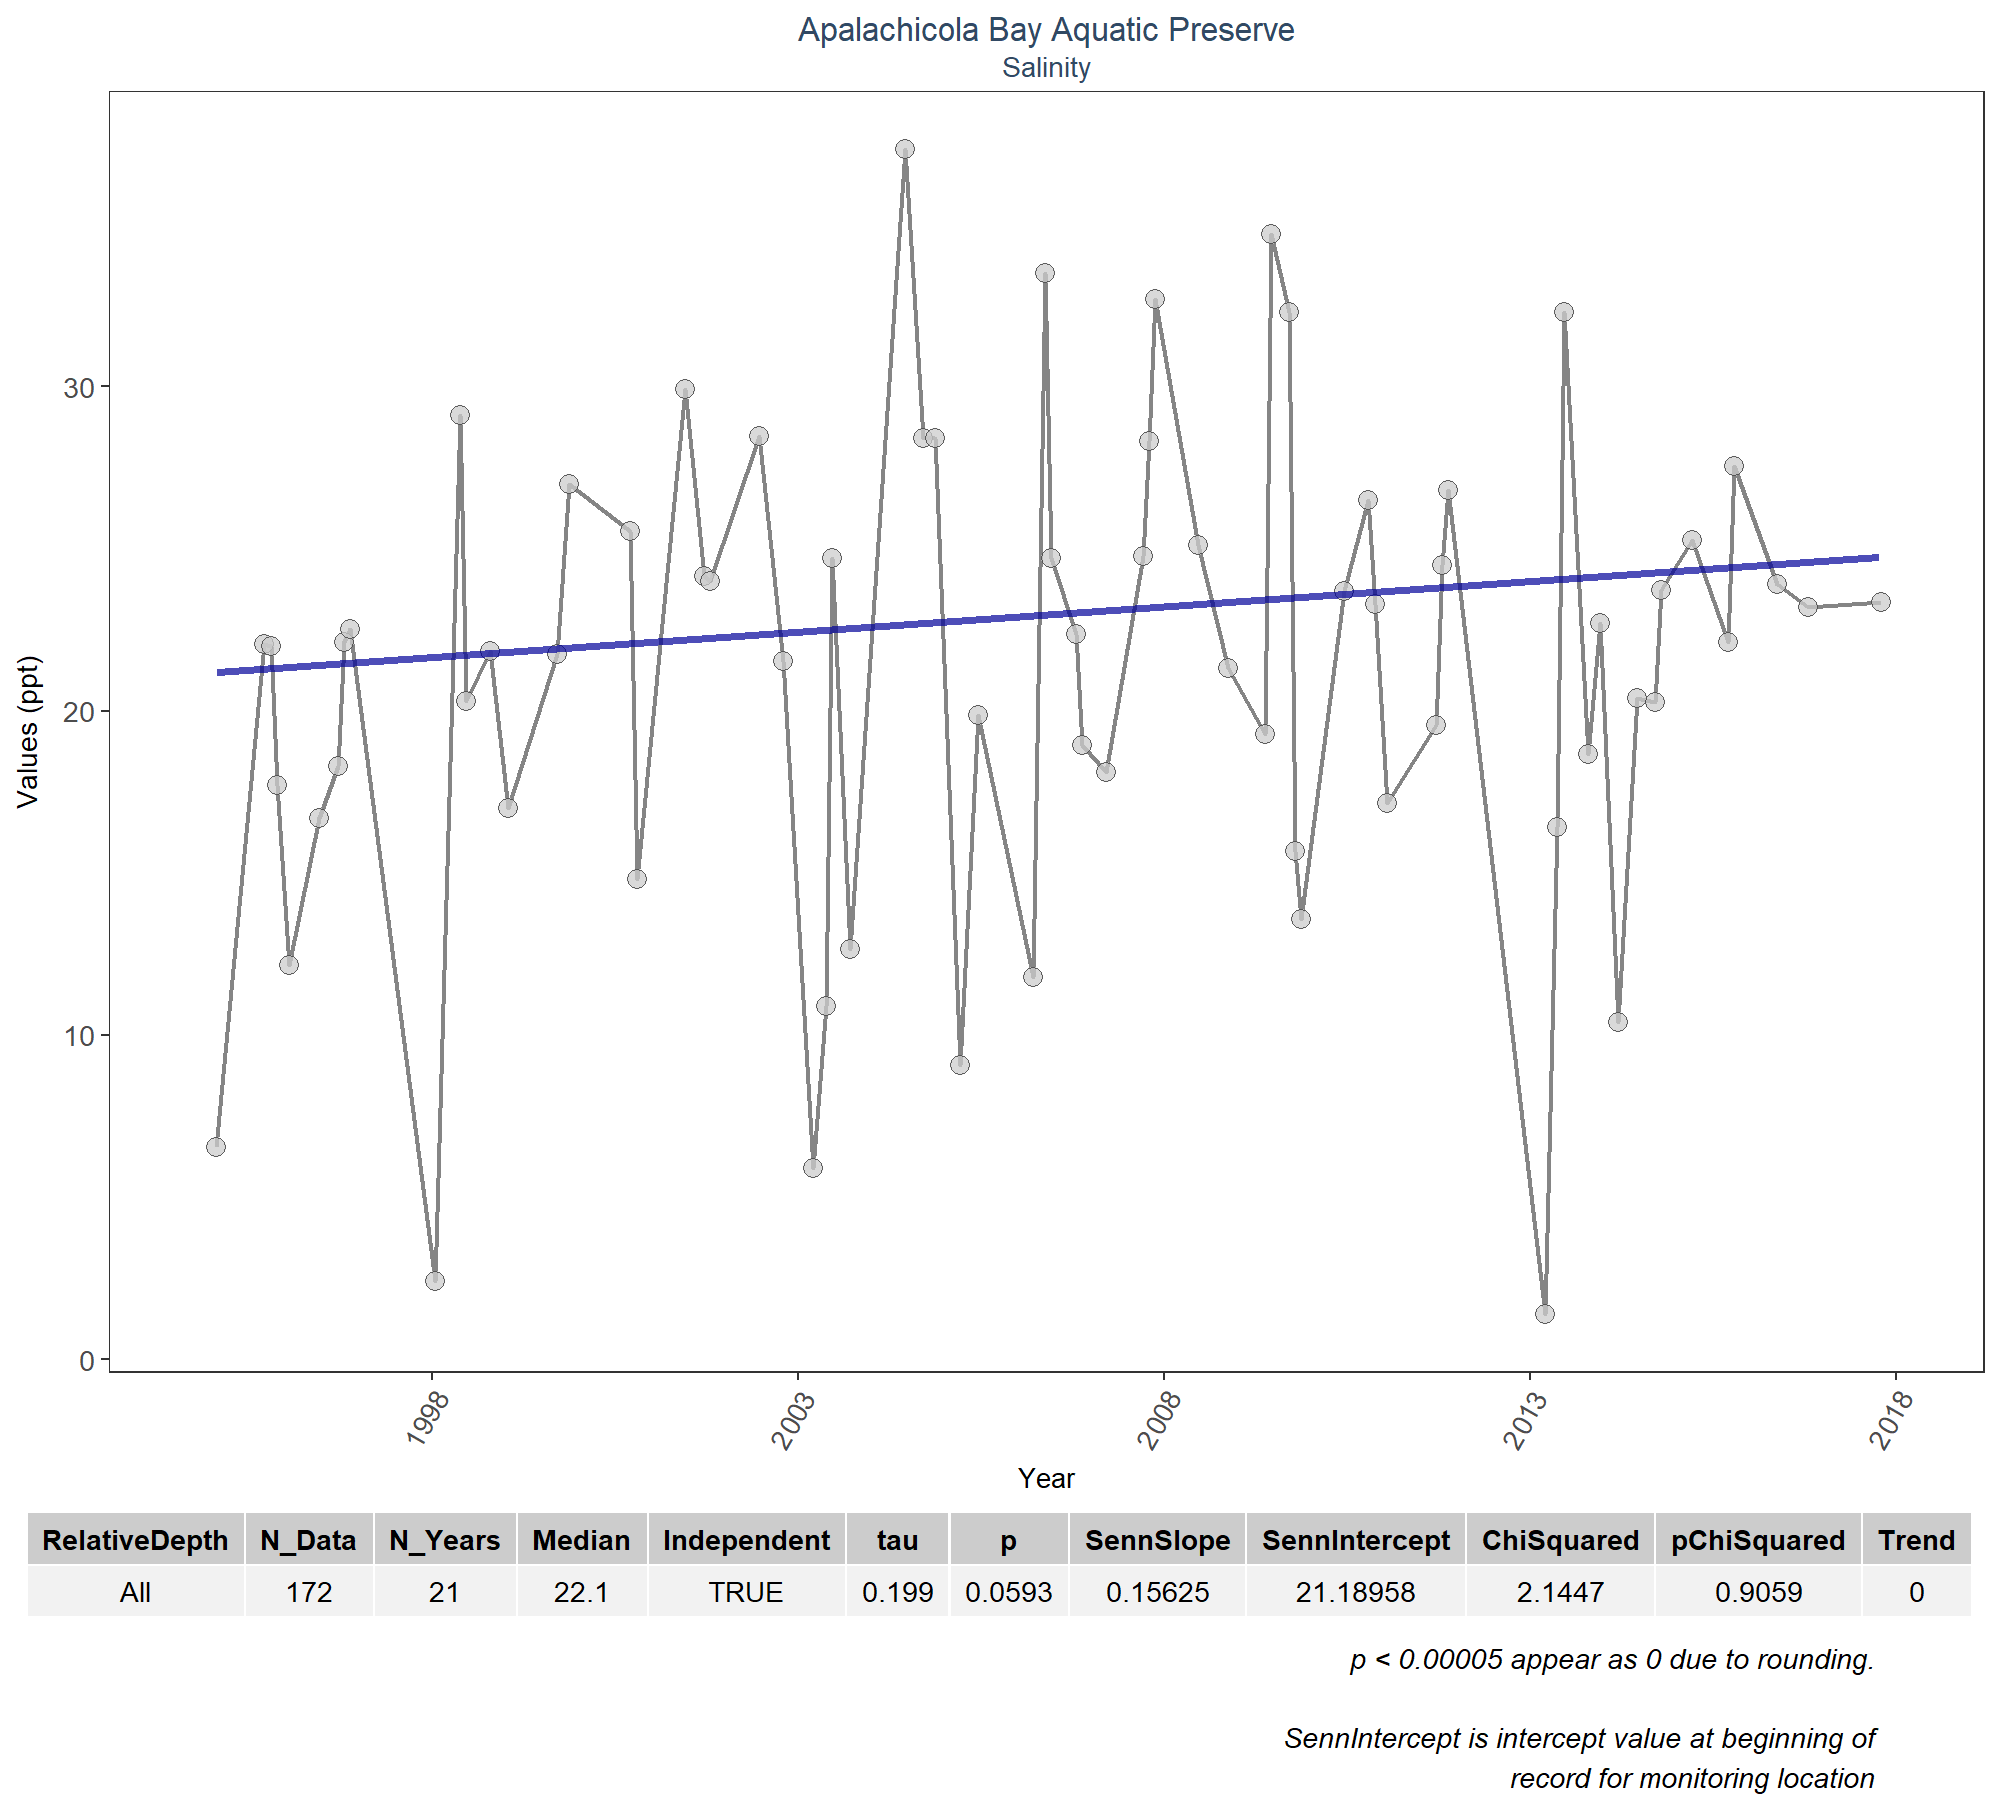 Apalachicola Bay Aquatic Preserve
Salinity
Values (ppt)
30
20
10
0
1998 2003 2008 2013 2018
Year
RelativeDepth N_Data N_Years Median Independent tau p SennSlope SennIntercept ChiSquared pChiSquared Trend
All 172 21 22.1 TRUE 0.199 0.0593 0.15625 21.18958 2.1447 0.9059 0
p < 0.00005 appear as 0 due to rounding.
SennIntercept is intercept value at beginning of
record for monitoring location